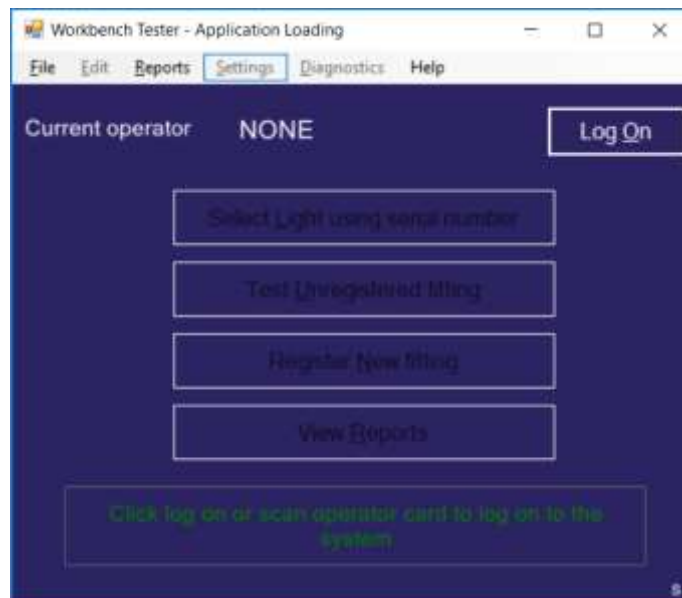 Workbench Tester - Application Loading
File Edit Reports Settings Diagnostics Help
Current operator NONE Log On
Select Light using serial number
Test Unregistered fitting
Register New fitting
View Reports
Click log on or scan operator card to log on to the
system
S